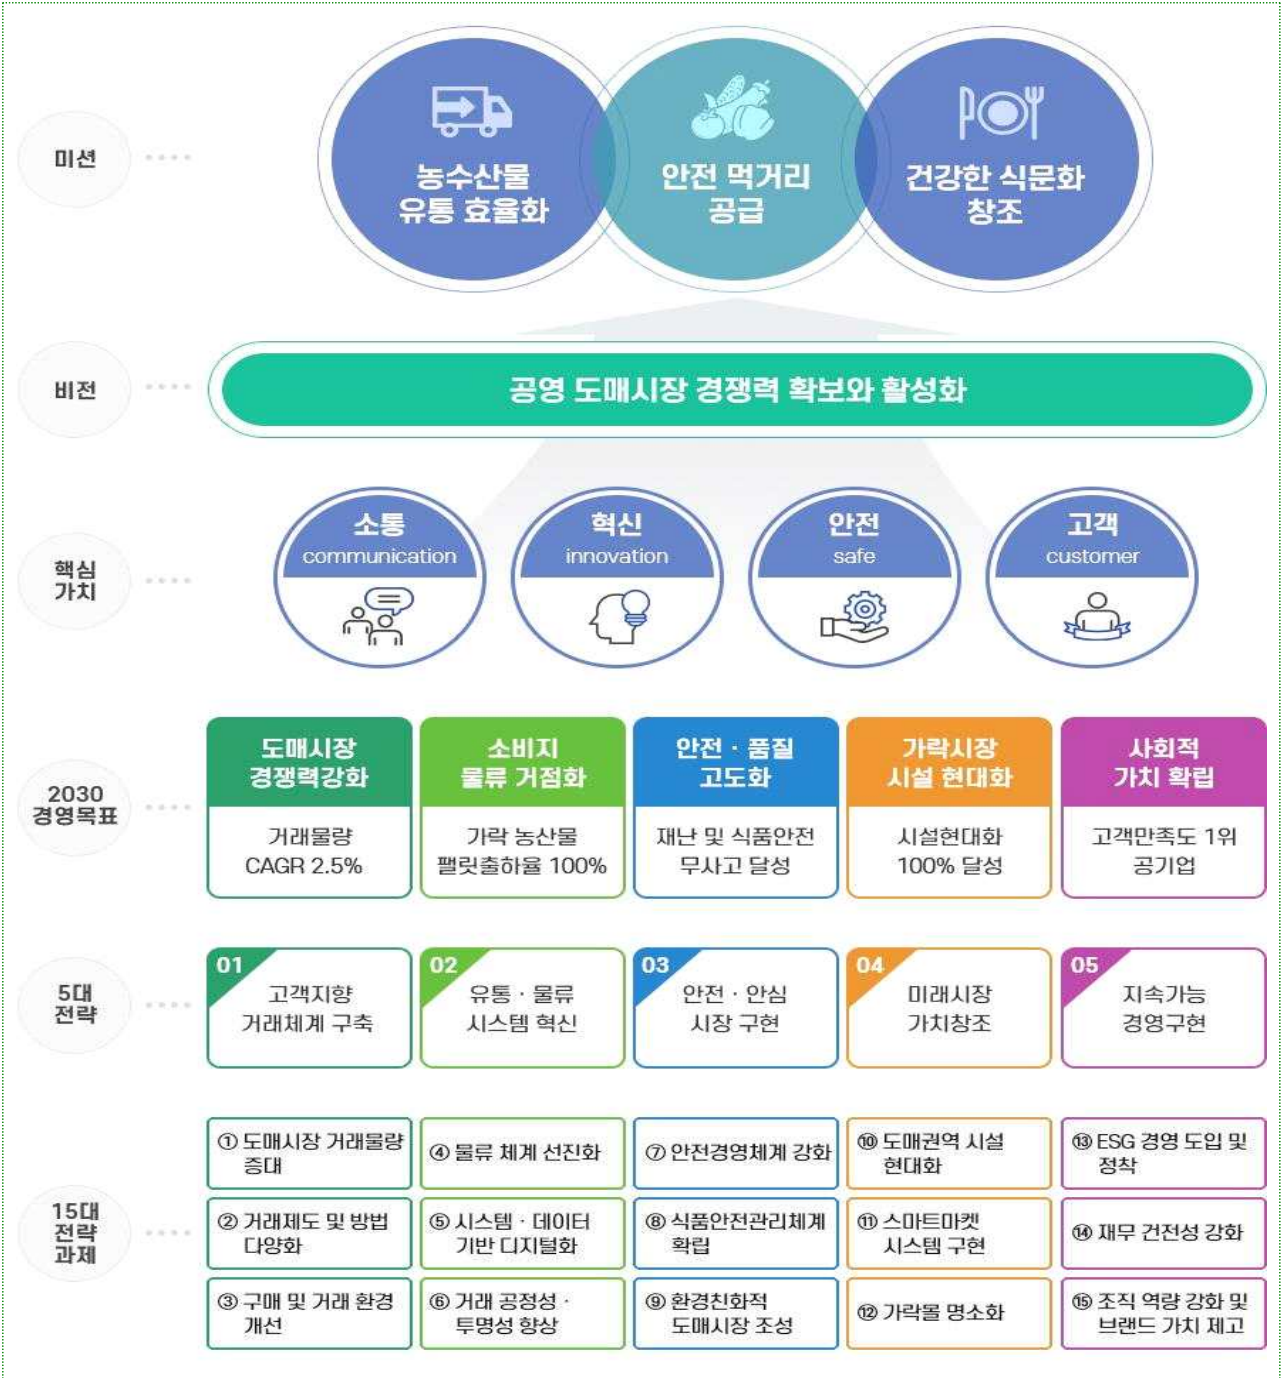 미션
농수산물
유통 효율화
안전 먹거리
공급
건강한 식문화
창조
비전
공영 도매시장 경쟁력 확보와 활성화
핵심
가치
소통
communication
혁신
innovation
안전
safe
고객
customer
2030
경영목표
도매시장
경쟁력강화
거래물량
CAGR 2.5%
소비지
물류 거점화
가락 농산물
팰릿출하율 100%
안전 · 품질
고도화
재난 및 식품안전
무사고 달성
가락시장
시설 현대화
시설현대화
100% 달성
사회적
가치 확립
고객만족도 1위
공기업
5대
전략
01
고객지향
거래체계 구축
02
유통 · 물류
시스템 혁신
03
안전 · 안심
시장 구현
04
미래시장
가치창조
05
지속가능
경영구현
15대
전략
과제
① 도매시장 거래물량
증대
② 거래제도 및 방법
다양화
③ 구매 및 거래 환경
개선
④ 물류 체계 선진화
⑤ 시스템 · 데이터
기반 디지털화
⑥ 거래 공정성 ·
투명성 향상
⑦ 안전경영체계 강화
⑧ 식품안전관리체계
확립
⑨ 환경친화적
도매시장 조성
⑩ 도매권역 시설
현대화
⑪ 스마트마켓
시스템 구현
⑫ 가락몰 명소화
⑬ ESG 경영 도입 및
정착
⑭ 재무 건전성 강화
⑮ 조직 역량 강화 및
브랜드 가치 제고